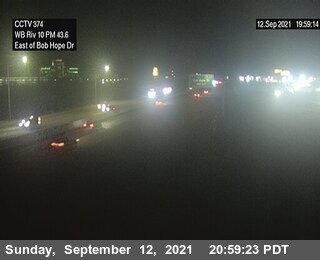 CCTV 374
WB Riv 10 PM 43.6
East of Bob Hope Dr
12.Sep 2021 19:59:14
Sunday, September 12, 2021 20:59:23 PDT